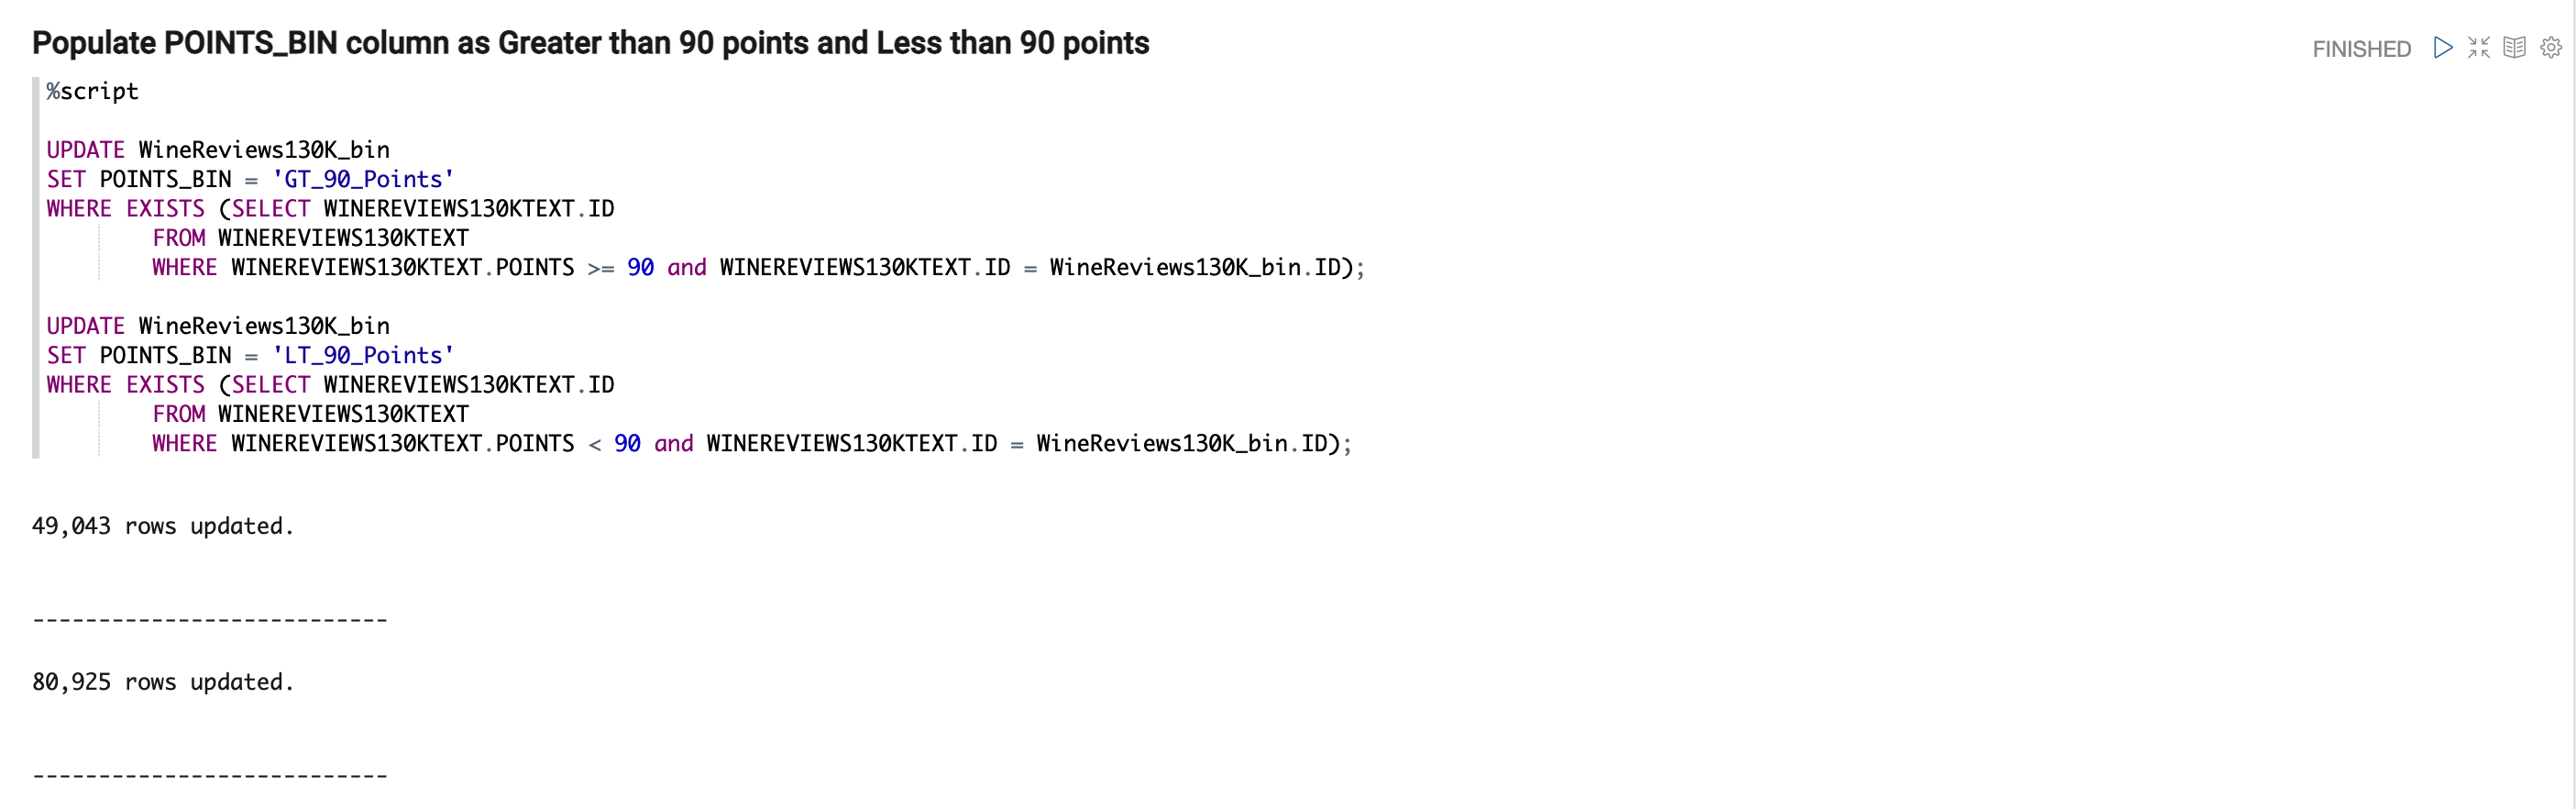 Populate POINTS_BIN column as Greater than 90 points and Less than 90 points
FINISHED
%script
UPDATE WineReviews130K_bin
SET POINTS_BIN = 'GT_90_Points'
WHERE EXISTS (SELECT WINEREVIEWS130KTEXT.ID
FROM WINEREVIEWS130KTEXT
WHERE WINEREVIEWS130KTEXT.POINTS >= 90 and WINEREVIEWS130KTEXT.ID = WineReviews130K_bin.ID);
UPDATE WineReviews130K_bin
SET POINTS_BIN = 'LT_90_Points'
WHERE EXISTS (SELECT WINEREVIEWS130KTEXT.ID
FROM WINEREVIEWS130KTEXT
WHERE WINEREVIEWS130KTEXT.POINTS < 90 and WINEREVIEWS130KTEXT.ID = WineReviews130K_bin.ID);
49,043 rows updated.
---------------------------
80,925 rows updated.
---------------------------